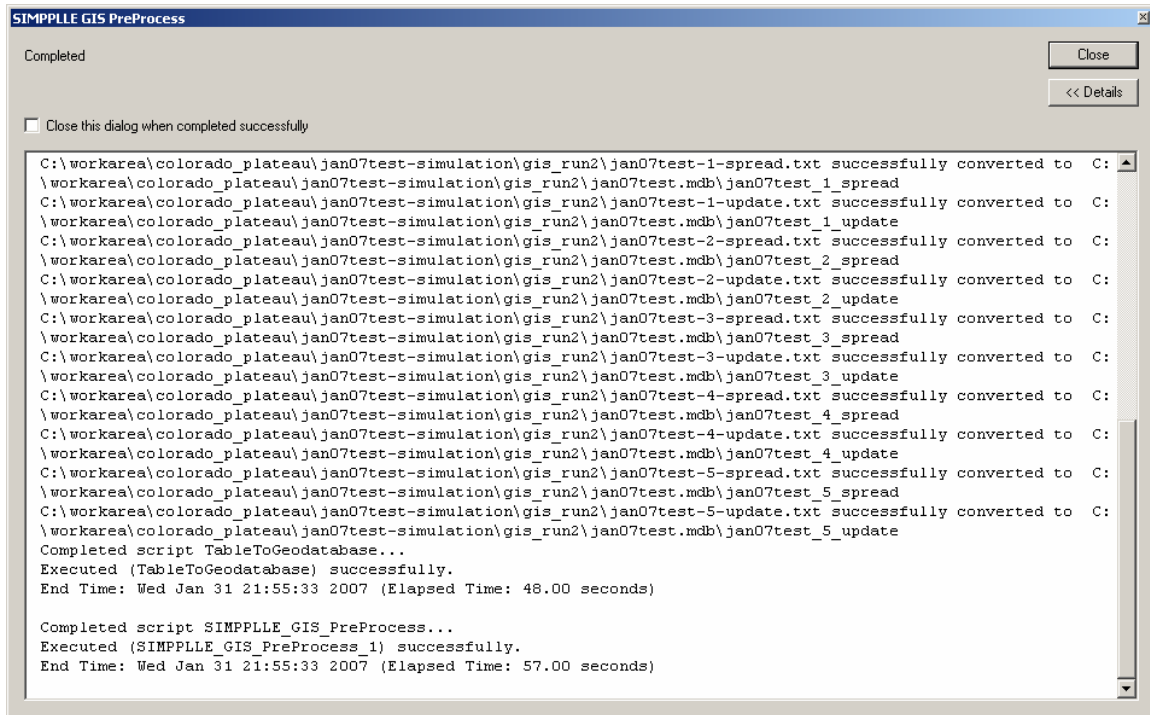 SIMPPLLE GIS PreProcess
Completed
Close
<< Details
Close this dialog when completed successfully
C:\workarea\colorado_plateau\jan07test-simulation\gis_run2\jan07test-1-spread.txt successfully converted to  C:
\workarea\colorado_plateau\jan07test-simulation\gis_run2\jan07test.mdb\jan07test_1_spread
C:\workarea\colorado_plateau\jan07test-simulation\gis_run2\jan07test-1-update.txt successfully converted to  C:
\workarea\colorado_plateau\jan07test-simulation\gis_run2\jan07test.mdb\jan07test_1_update
C:\workarea\colorado_plateau\jan07test-simulation\gis_run2\jan07test-2-spread.txt successfully converted to  C:
\workarea\colorado_plateau\jan07test-simulation\gis_run2\jan07test.mdb\jan07test_2_spread
C:\workarea\colorado_plateau\jan07test-simulation\gis_run2\jan07test-2-update.txt successfully converted to  C:
\workarea\colorado_plateau\jan07test-simulation\gis_run2\jan07test.mdb\jan07test_2_update
C:\workarea\colorado_plateau\jan07test-simulation\gis_run2\jan07test-3-spread.txt successfully converted to  C:
\workarea\colorado_plateau\jan07test-simulation\gis_run2\jan07test.mdb\jan07test_3_spread
C:\workarea\colorado_plateau\jan07test-simulation\gis_run2\jan07test-3-update.txt successfully converted to  C:
\workarea\colorado_plateau\jan07test-simulation\gis_run2\jan07test.mdb\jan07test_3_update
C:\workarea\colorado_plateau\jan07test-simulation\gis_run2\jan07test-4-spread.txt successfully converted to  C:
\workarea\colorado_plateau\jan07test-simulation\gis_run2\jan07test.mdb\jan07test_4_spread
C:\workarea\colorado_plateau\jan07test-simulation\gis_run2\jan07test-4-update.txt successfully converted to  C:
\workarea\colorado_plateau\jan07test-simulation\gis_run2\jan07test.mdb\jan07test_4_update
C:\workarea\colorado_plateau\jan07test-simulation\gis_run2\jan07test-5-spread.txt successfully converted to  C:
\workarea\colorado_plateau\jan07test-simulation\gis_run2\jan07test.mdb\jan07test_5_spread
C:\workarea\colorado_plateau\jan07test-simulation\gis_run2\jan07test-5-update.txt successfully converted to  C:
\workarea\colorado_plateau\jan07test-simulation\gis_run2\jan07test.mdb\jan07test_5_update
Completed script TableToGeodatabase...
Executed (TableToGeodatabase) successfully.
End Time: Wed Jan 31 21:55:33 2007 (Elapsed Time: 48.00 seconds)
Completed script SIMPPLLE_GIS_PreProcess...
Executed (SIMPPLLE_GIS_PreProcess_1) successfully.
End Time: Wed Jan 31 21:55:33 2007 (Elapsed Time: 57.00 seconds)